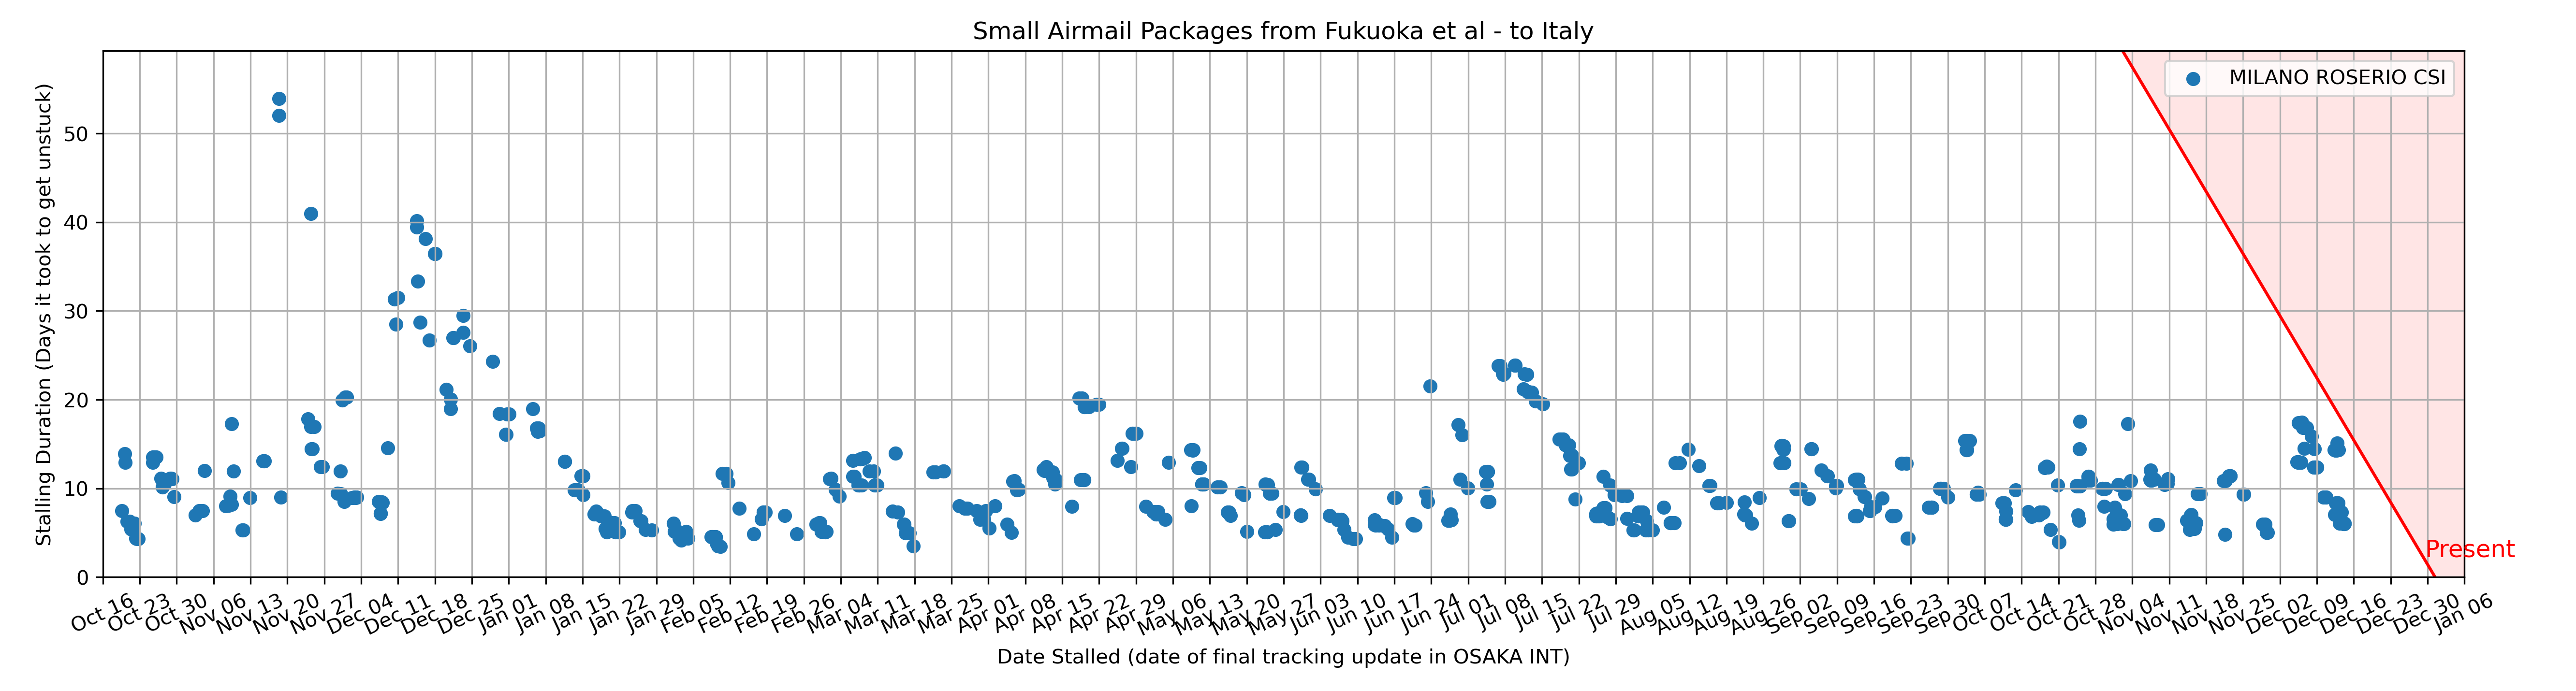 Small Airmail Packages from Fukuoka et al - to Italy
MILANO ROSERIO CSI
Stalling Duration (Days it took to get unstuck)
50
40
30
20
10
0
Present
Oct 16
Oct 23
Oct 30
Nov 06
Nov 13
Nov 20
Nov 27
Dec 04
Dec 11
Dec 18
Dec 25
Jan 01
Jan 08
Jan 15
Jan 22
Jan 29
Feb 05
Feb 12
Feb 19
Feb 26
Mar 04
Mar 11
Mar 18
Mar 25
Apr 01
Apr 08
Apr 15
Apr 22
Apr 29
May 06
May 13
May 20
May 27
Jun 03
Jun 10
Jun 17
Jun 24
Jul 01
Jul 08
Jul 15
Jul 22
Jul 29
Aug 05
Aug 12
Aug 19
Aug 26
Sep 02
Sep 09
Sep 16
Sep 23
Sep 30
Oct 07
Oct 14
Oct 21
Oct 28
Nov 04
Nov 11
Nov 18
Nov 25
Dec 02
Dec 09
Dec 16
Dec 23
Dec 30
Jan 06
Date Stalled (date of final tracking update in OSAKA INT)